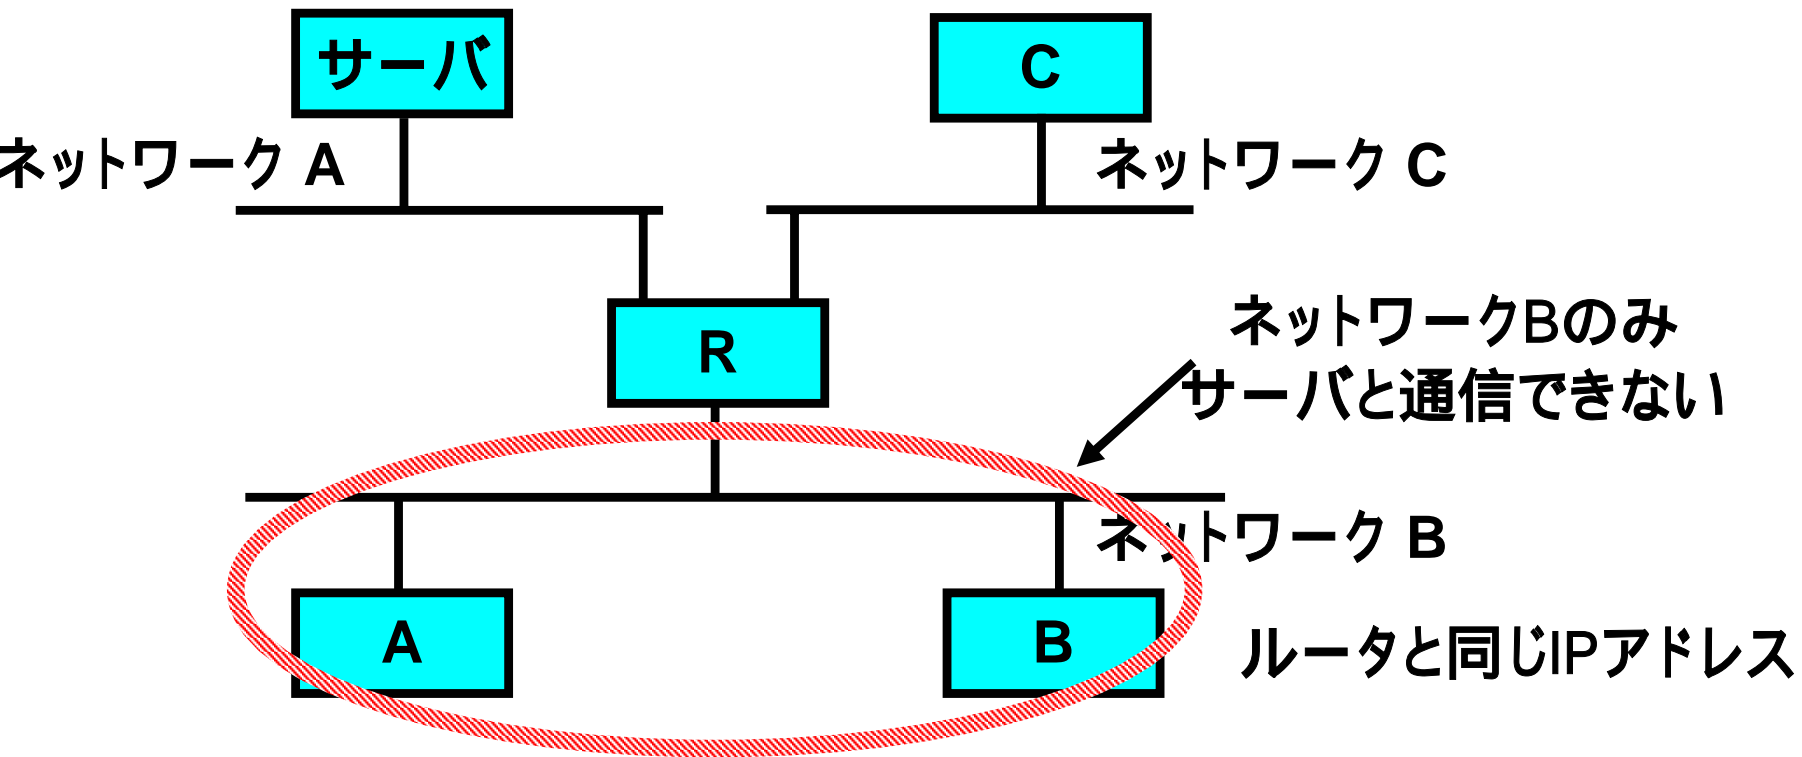 サーバ
C
ネットワーク A
ネットワーク C
R
ネットワークBのみ
サーバと通信できない
ネットワーク B
A
B
ルータと同じIPアドレス